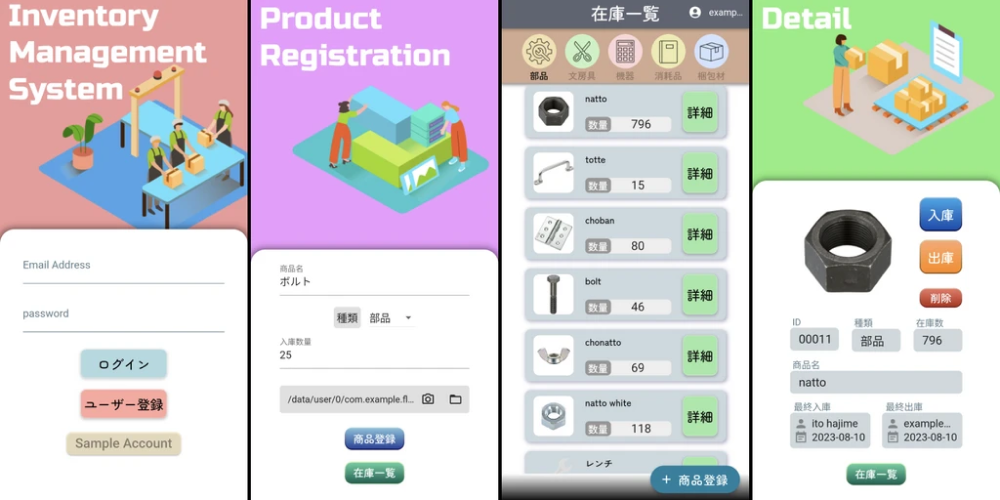 Inventory
Management
System
Email Address
password
ログイン
ユーザー登録
Sample Account
Product
Registration
商品名
ボルト
種類 部品
入庫数量
25
/data/user/0/com.example.fl...
商品登録
在庫一覧
在庫一覧 examp...
部品 文房具 機器 消耗品 梱包材
natto
数量 796
詳細
totte
数量 15
詳細
choban
数量 80
詳細
bolt
数量 46
詳細
chonatto
数量 69
詳細
natto white
数量 118
詳細
レンチ
+ 商品登録
Detail
入庫
出庫
削除
ID 種類 在庫数
00011 部品 796
商品名
natto
最終入庫 最終出庫
ito hajime example...
2023-08-10 2023-08-10
在庫一覧